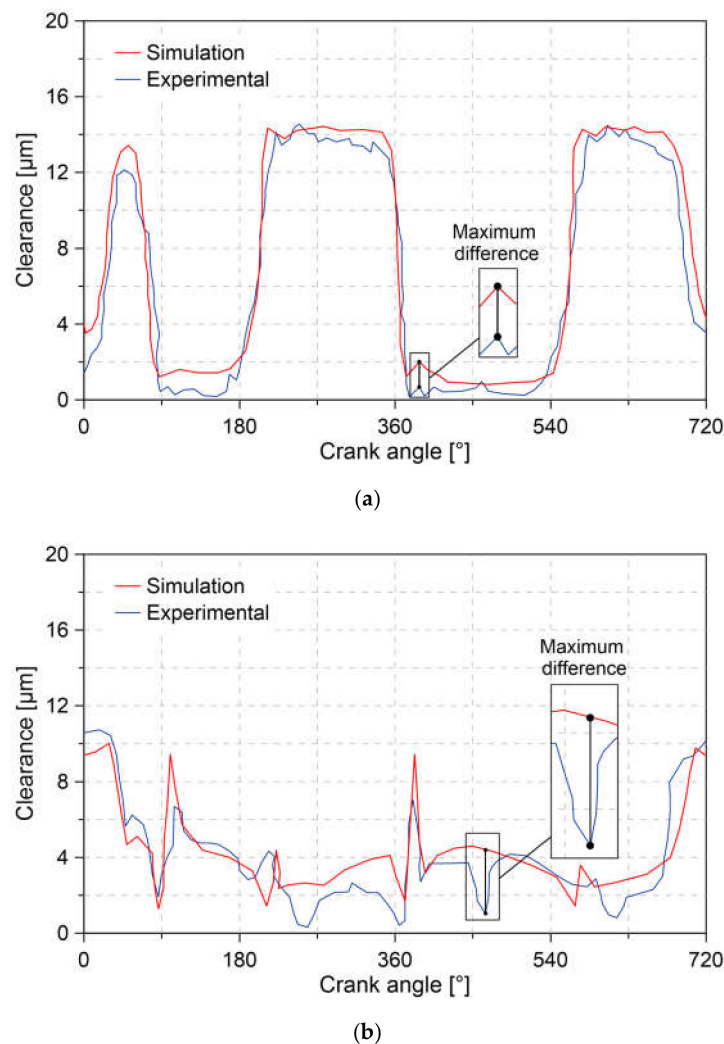 20
16
12
8
4
0
Clearance [µm]
Simulation
Experimental
Maximum
difference
0
180
360
540
720
Crank angle [°]
(a)
20
16
12
8
4
0
Clearance [µm]
Simulation
Experimental
Maximum
difference
0
180
360
540
720
Crank angle [°]
(b)